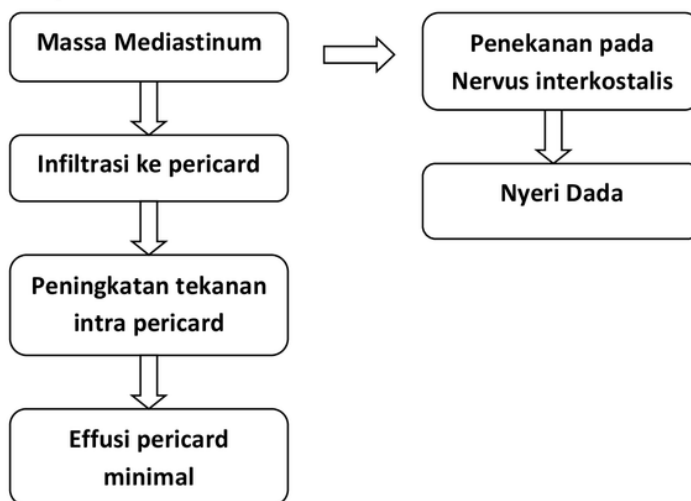 Massa Mediastinum
Infiltrasi ke pericard
Peningkatan tekanan
intra pericard
Effusi pericard
minimal
Penekanan pada
Nervus interkostalis
Nyeri Dada